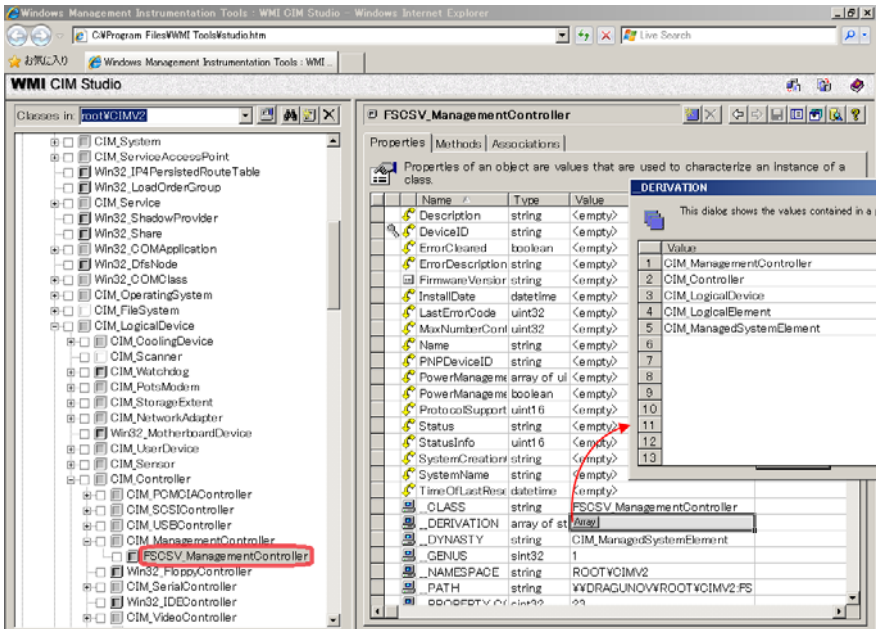 Windows Management Instrumentation Tools : WMI CIM Studio - Windows Internet Explorer
C:¥Program Files¥WMI Tools¥studio.htm
Live Search
お気に入り
Windows Management Instrumentation Tools : WMI ...
WMI CIM Studio
Classes in: root¥CIMV2
CIM_System
CIM_ServiceAccessPoint
Win32_IP4PersistedRouteTable
Win32_LoadOrderGroup
CIM_Service
Win32_ShadowProvider
Win32_Share
Win32_COMApplication
Win32_DfsNode
Win32_COMClass
CIM_OperatingSystem
CIM_FileSystem
CIM_LogicalDevice
CIM_CoolingDevice
CIM_Scanner
CIM_Watchdog
CIM_PotsModem
CIM_StorageExtent
CIM_NetworkAdapter
Win32_MotherboardDevice
CIM_UserDevice
CIM_Sensor
CIM_Controller
CIM_PCMCIAController
CIM_SCSIController
CIM_USBController
CIM_ManagementController
FSCSV_ManagementController
Win32_FloppyController
CIM_SerialController
Win32_IDEController
CIM_VideoController
FSCSV_ManagementController
Properties Methods Associations
Properties of an object are values that are used to characterize an instance of a
class.
Name Type Value
Description string <empty>
DeviceID string <empty>
ErrorCleared boolean <empty>
ErrorDescription string <empty>
FirmwareVersior string <empty>
InstallDate datetime <empty>
LastErrorCode uint32 <empty>
MaxNumberCont uint32 <empty>
Name string <empty>
PNPDeviceID string <empty>
PowerManageme array of ui <empty>
PowerManageme boolean <empty>
ProtocolSupport uint16 <empty>
Status string <empty>
StatusInfo uint16 <empty>
SystemCreation string <empty>
SystemName string <empty>
TimeOfLastRese datetime <empty>
__CLASS string FSCSV_ManagementController
__DERIVATION array of st Array
__DYNASTY string CIM_ManagedSystemElement
__GENUS sint32 1
__NAMESPACE string ROOT¥CIMV2
__PATH string ¥¥DRAGUNOV¥ROOT¥CIMV2:FS
__DERIVATION
This dialog shows the values contained in a
Value
1 CIM_ManagementController
2 CIM_Controller
3 CIM_LogicalDevice
4 CIM_LogicalElement
5 CIM_ManagedSystemElement
6
7
8
9
10
11
12
13